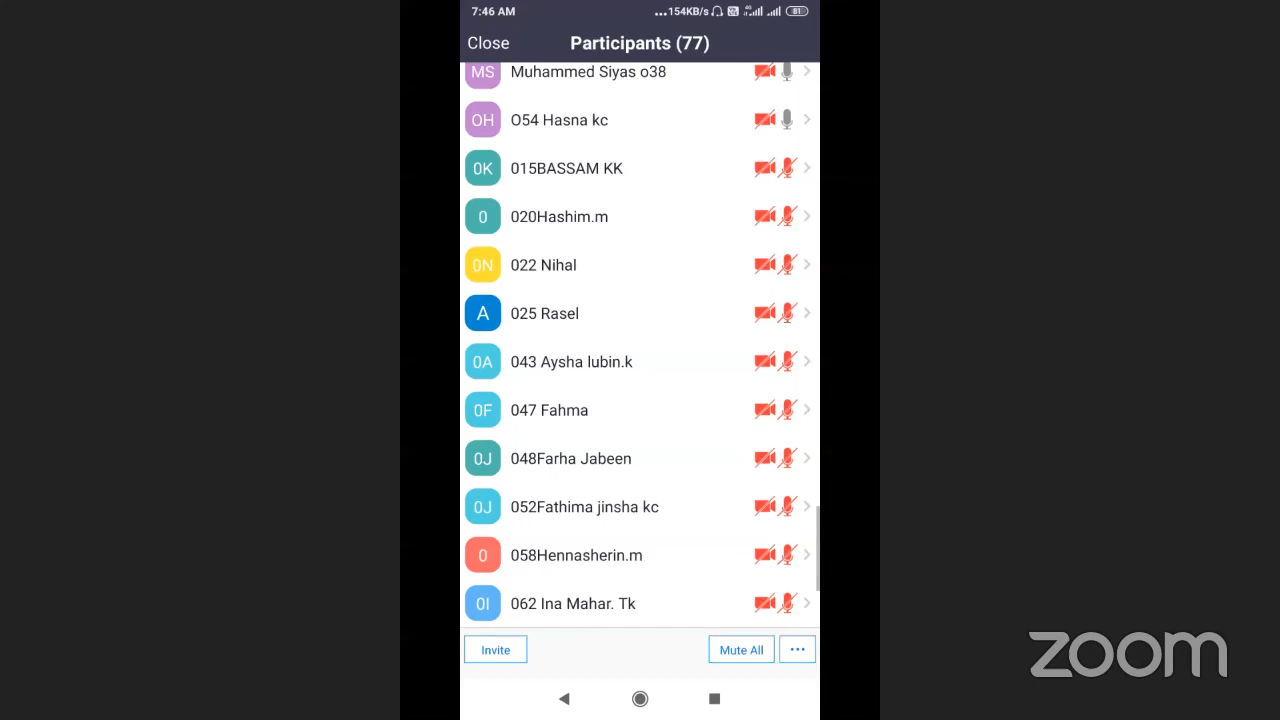 7:46 AM
...154KB/s 4G 81
Close Participants (77)
MS Muhammed Siyas o38
OH O54 Hasna kc
0K 015BASSAM KK
0 020Hashim.m
0N 022 Nihal
A 025 Rasel
0A 043 Aysha lubin.k
0F 047 Fahma
0J 048Farha Jabeen
0J 052Fathima jinsha kc
0 058Hennasherin.m
0I 062 Ina Mahar. Tk
Invite Mute All ...
zoom